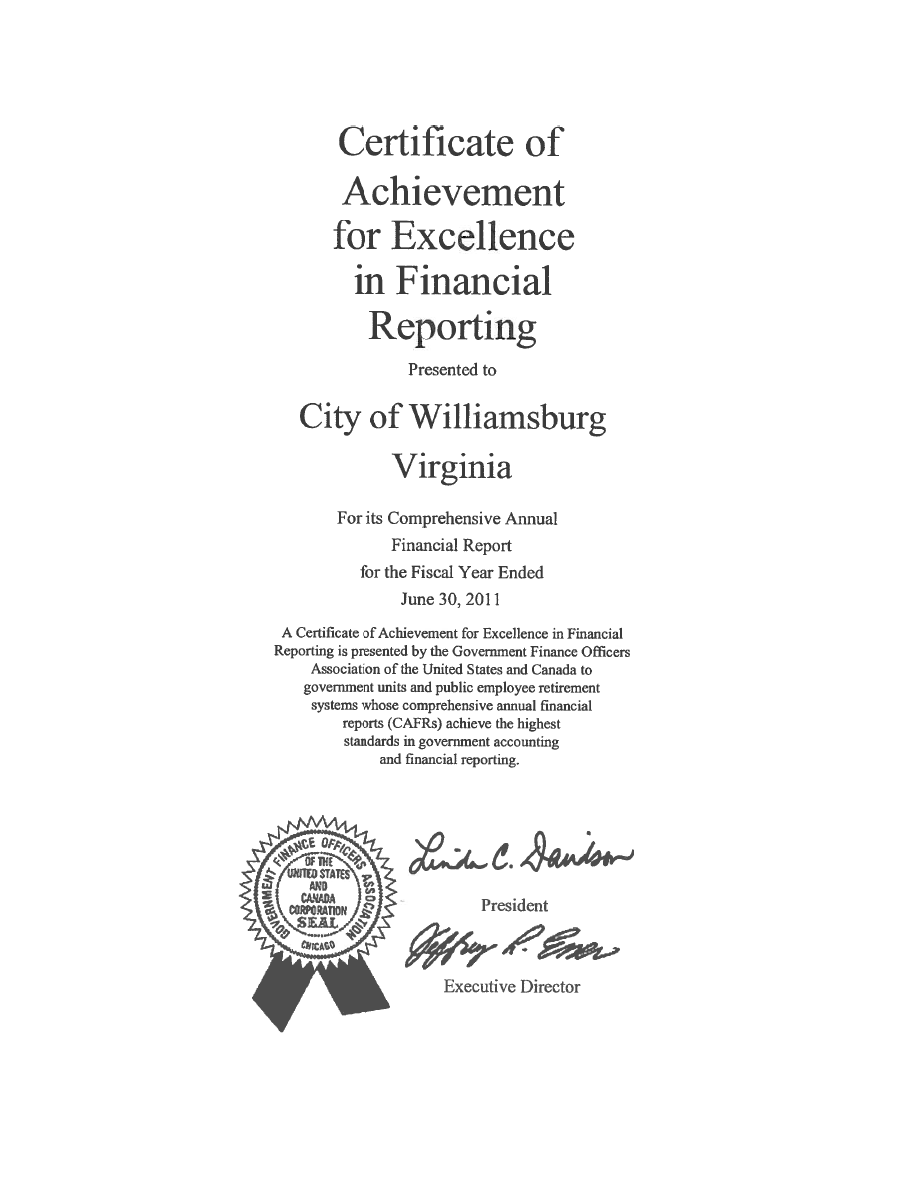 Certificate of
Achievement
for Excellence
in Financial
Reporting
Presented to
City of Williamsburg
Virginia
For its Comprehensive Annual
Financial Report
for the Fiscal Year Ended
June 30, 2011
A Certificate of Achievement for Excellence in Financial
Reporting is presented by the Government Finance Officers
Association of the United States and Canada to
government units and public employee retirement
systems whose comprehensive annual financial
reports (CAFRs) achieve the highest
standards in government accounting
and financial reporting.
GOVERNMENT FINANCE OFFICERS ASSOCIATION
OF THE
UNITED STATES
AND
CANADA
CORPORATION
SEAL
CHICAGO
Linda C. Davidson
President
Jeffrey R. Ener
Executive Director